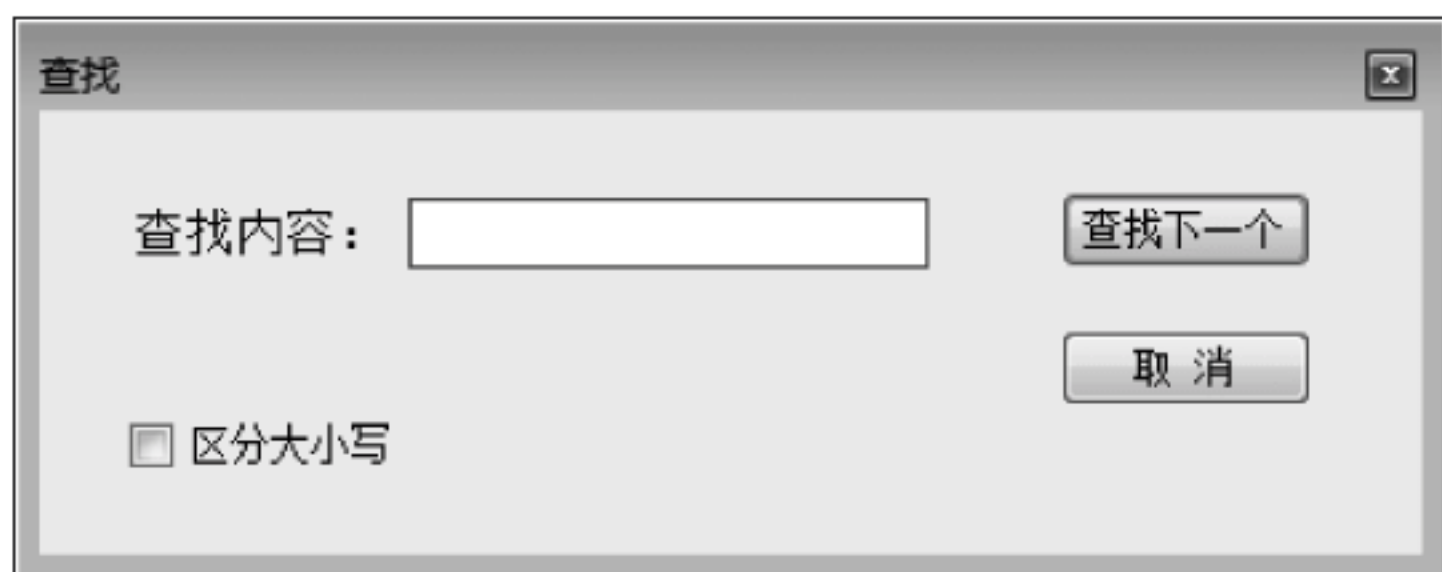 查找
查找内容： 查找下一个
取 消
区分大小写